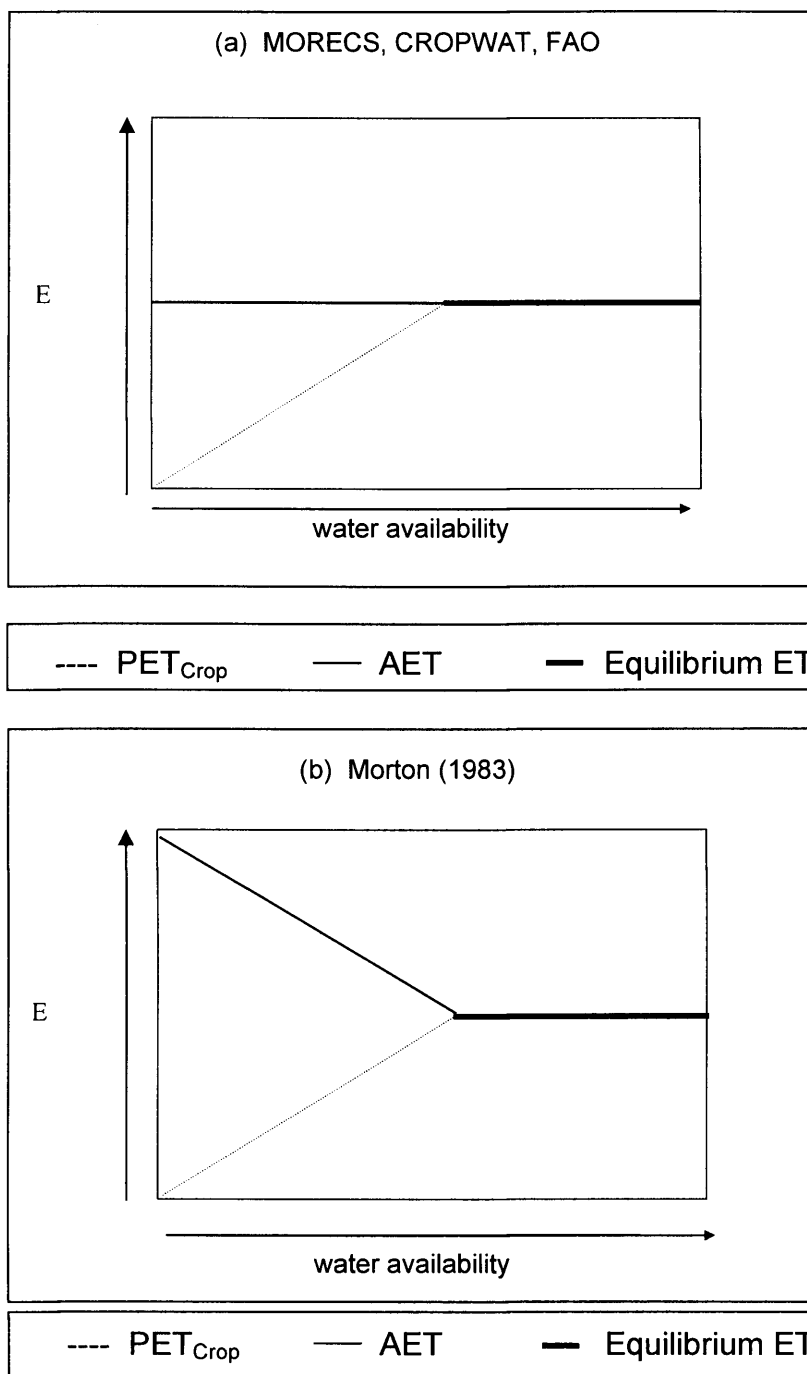 (a) MORECS, CROPWAT, FAO
E
water availability
---- PET_Crop — AET — Equilibrium ET
(b) Morton (1983)
E
water availability
---- PET_Crop — AET — Equilibrium ET